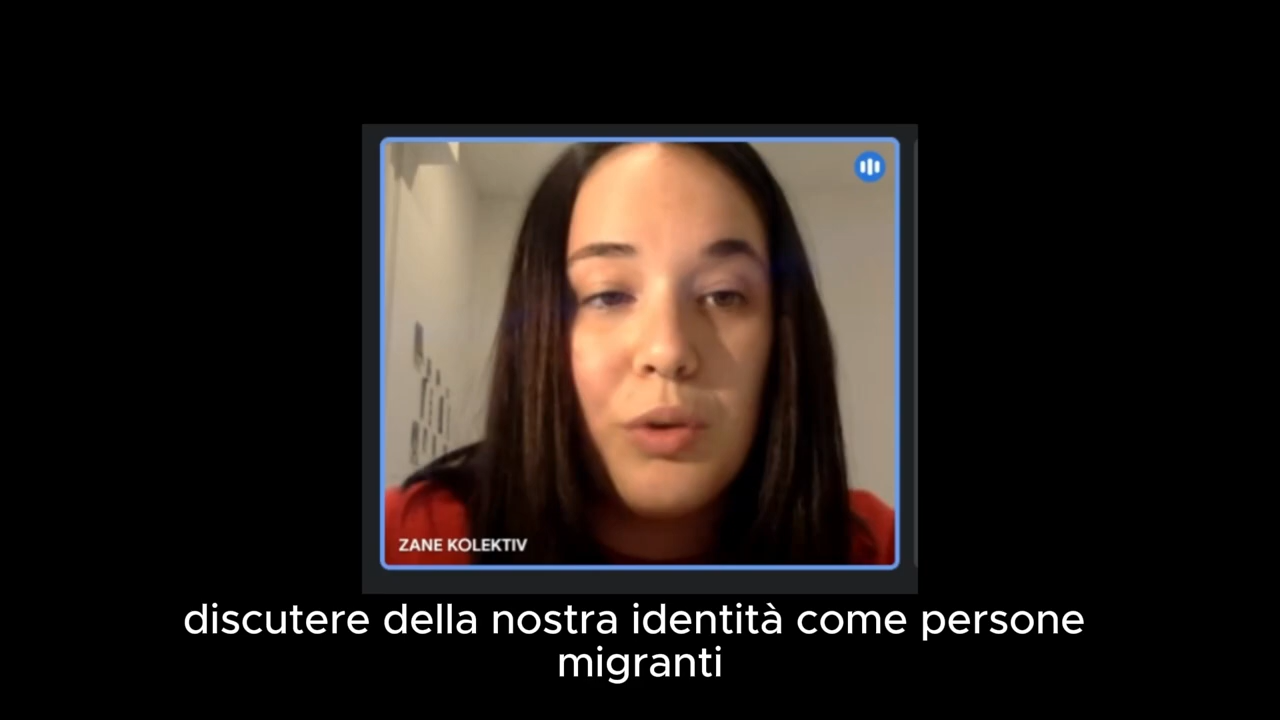 ZANE KOLEKTIV
discutere della nostra identità come persone
migranti